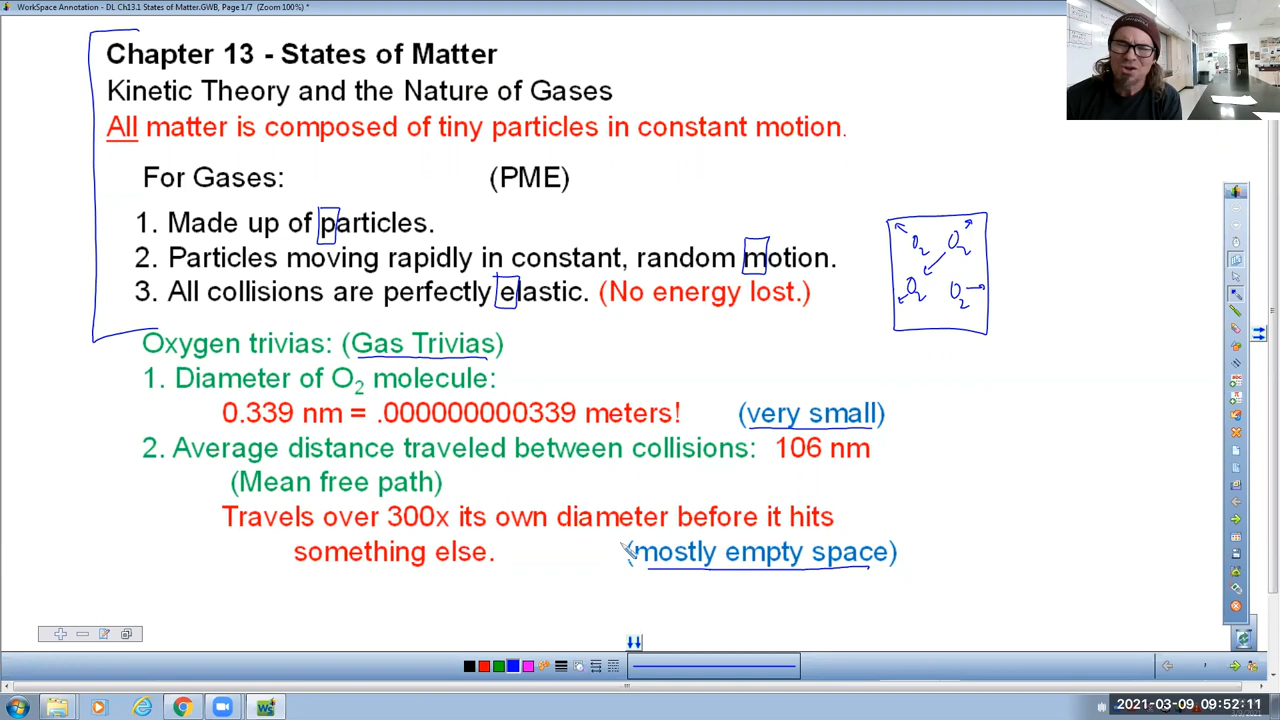 WorkSpace Annotation - DL Ch13.1 States of Matter.GWB, Page 1/7 (Zoom 100%) *
Chapter 13 - States of Matter
Kinetic Theory and the Nature of Gases
All matter is composed of tiny particles in constant motion.
For Gases: (PME)
1. Made up of particles.
2. Particles moving rapidly in constant, random motion.
3. All collisions are perfectly elastic. (No energy lost.)
O2 O2
O2 O2
Oxygen trivias: (Gas Trivias)
1. Diameter of O2 molecule:
0.339 nm = .000000000339 meters! (very small)
2. Average distance traveled between collisions: 106 nm
(Mean free path)
Travels over 300x its own diameter before it hits
something else. (mostly empty space)
2021-03-09 09:52:11